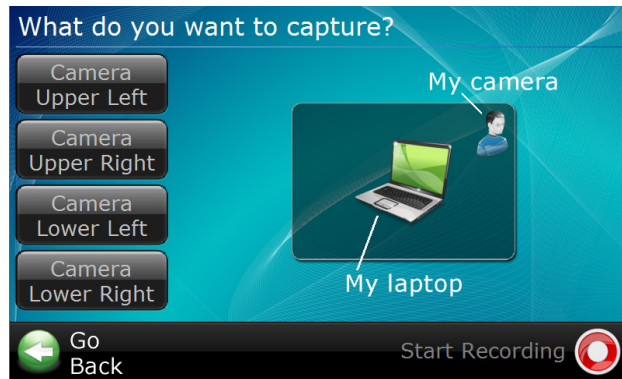 What do you want to capture?
Camera
Upper Left
Camera
Upper Right
Camera
Lower Left
Camera
Lower Right
My camera
My laptop
Go
Back
Start Recording